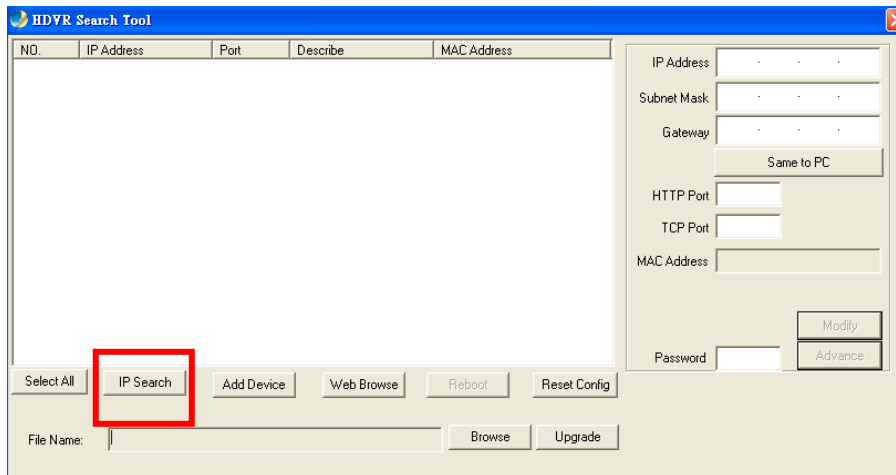 HDVR Search Tool
NO. IP Address Port Describe MAC Address
IP Address
Subnet Mask
Gateway
Same to PC
HTTP Port
TCP Port
MAC Address
Modify
Password Advance
Select All IP Search Add Device Web Browse Reboot Reset Config
File Name: Browse Upgrade